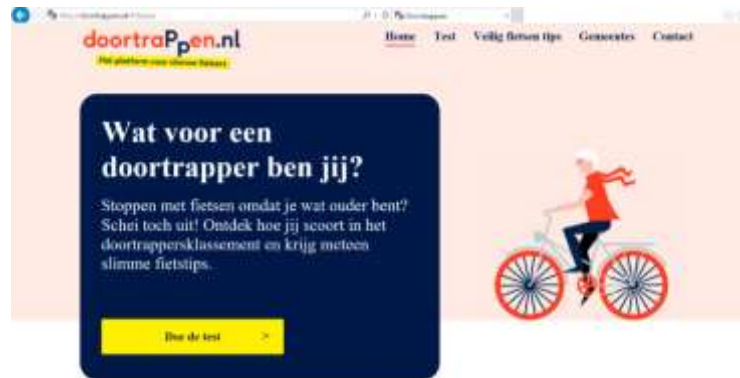 doortraPpen.nl
Het platform voor slimme fietsers
Home Test Veilig fietsen tips Gemeentes Contact
Wat voor een
doortrapper ben jij?
Stoppen met fietsen omdat je wat ouder bent?
Schei toch uit! Ontdek hoe jij scoort in het
doortrappersklassement en krijg meteen
slimme fietstips.
Doe de test >